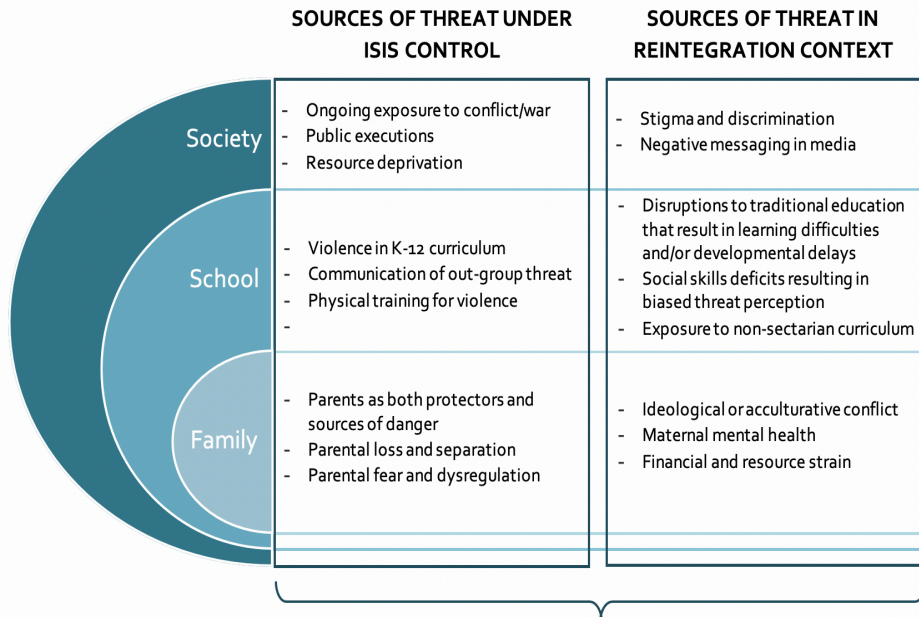 SOURCES OF THREAT UNDER
ISIS CONTROL
SOURCES OF THREAT IN
REINTEGRATION CONTEXT
Society
- Ongoing exposure to conflict/war
- Public executions
- Resource deprivation
- Stigma and discrimination
- Negative messaging in media
School
- Violence in K-12 curriculum
- Communication of out-group threat
- Physical training for violence
-
- Disruptions to traditional education
that result in learning difficulties
and/or developmental delays
- Social skills deficits resulting in
biased threat perception
- Exposure to non-sectarian curriculum
Family
- Parents as both protectors and
sources of danger
- Parental loss and separation
- Parental fear and dysregulation
- Ideological or acculturative conflict
- Maternal mental health
- Financial and resource strain